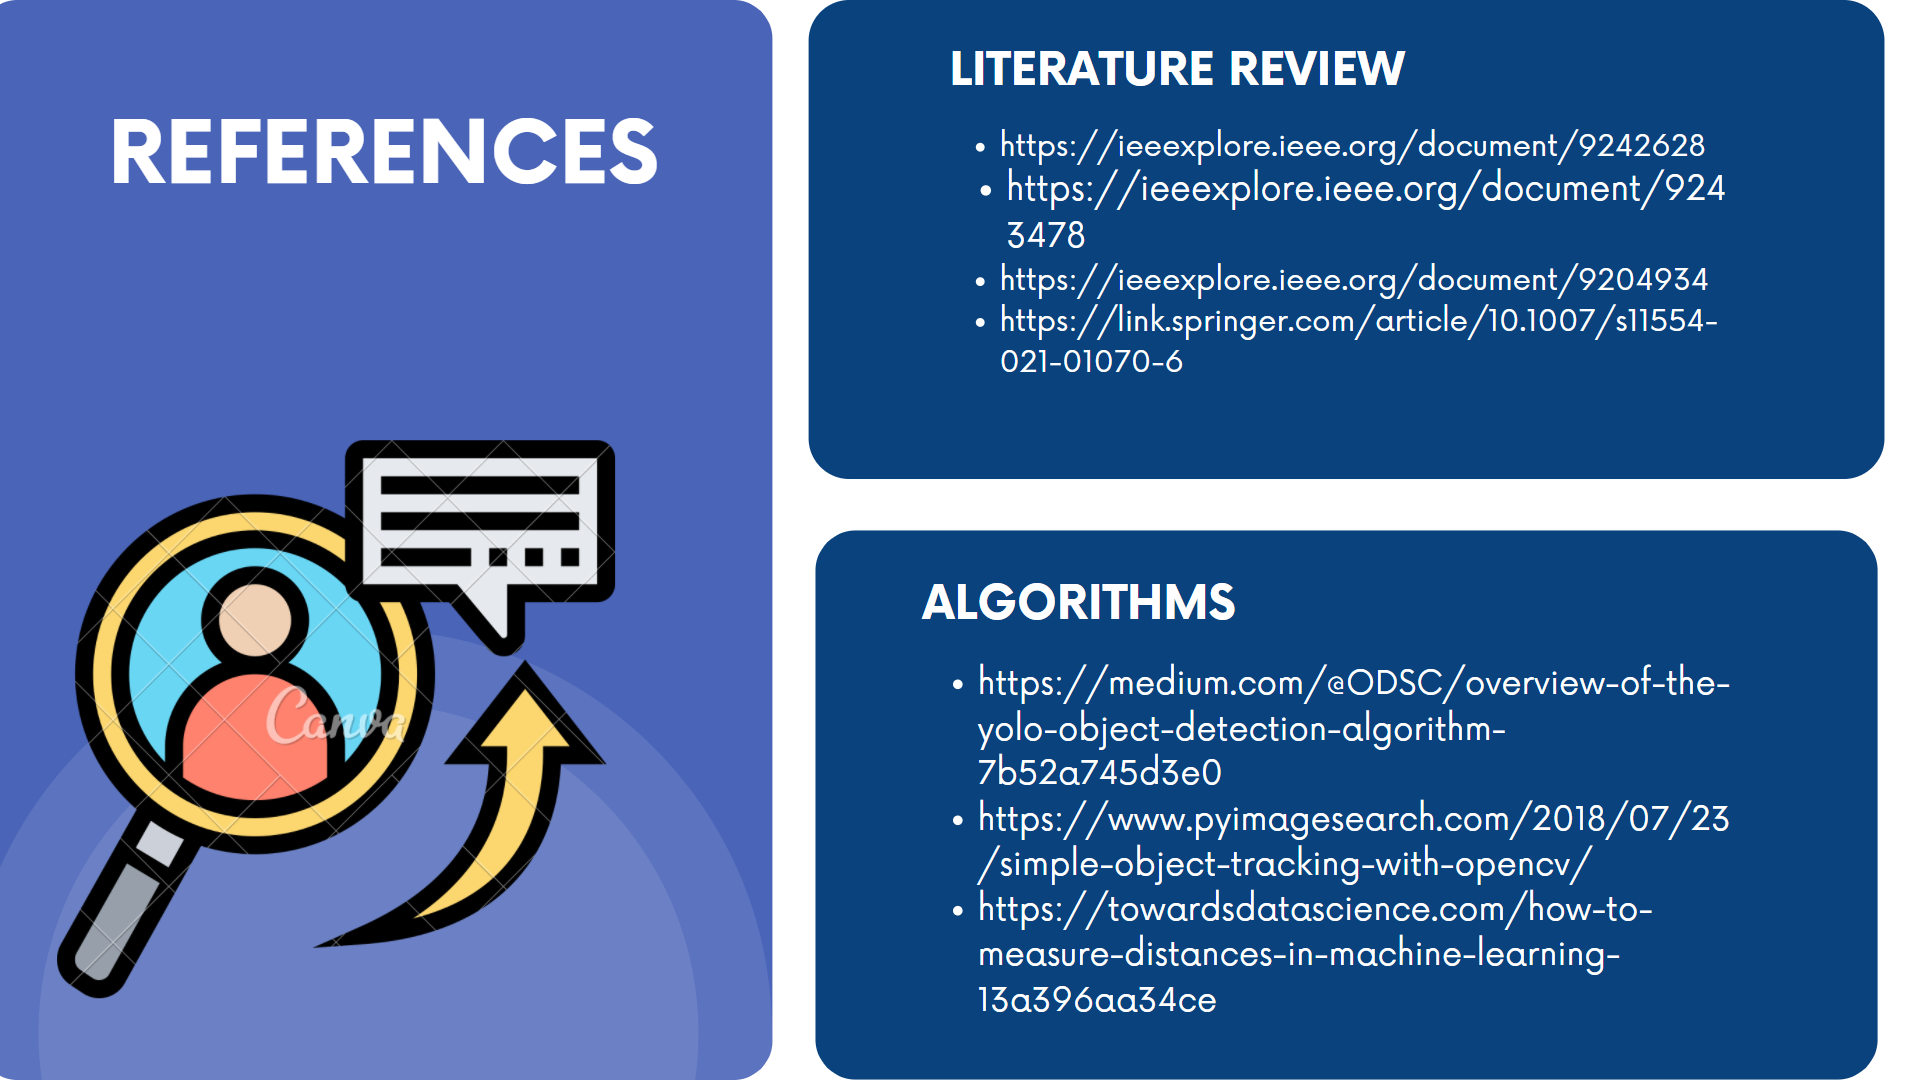 REFERENCES
Canva
LITERATURE REVIEW
• https://ieeexplore.ieee.org/document/9242628
• https://ieeexplore.ieee.org/document/924
3478
• https://ieeexplore.ieee.org/document/9204934
• https://link.springer.com/article/10.1007/s11554-
021-01070-6
ALGORITHMS
• https://medium.com/@ODSC/overview-of-the-
yolo-object-detection-algorithm-
7b52a745d3e0
• https://www.pyimagesearch.com/2018/07/23
/simple-object-tracking-with-opencv/
• https://towardsdatascience.com/how-to-
measure-distances-in-machine-learning-
13a396aa34ce